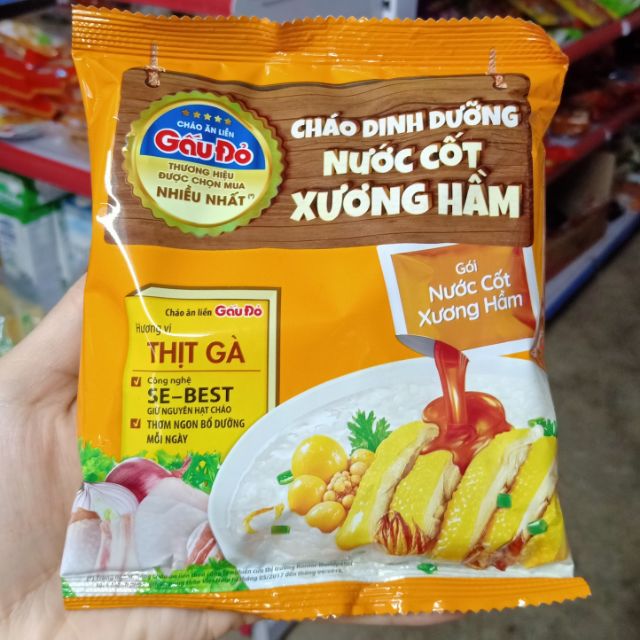 CHÁO ĂN LIỀN
Gấu Đỏ
THƯƠNG HIỆU
ĐƯỢC CHỌN MUA
NHIỀU NHẤT(*)
CHÁO DINH DƯỠNG
NƯỚC CỐT
XƯƠNG HẦM
Gói
Nước Cốt
Xương Hầm
Cháo ăn liền Gấu Đỏ
Hương vị
THỊT GÀ
Công nghệ
SE-BEST
GIỮ NGUYÊN HẠT CHÁO
THƠM NGON BỔ DƯỠNG
MỖI NGÀY